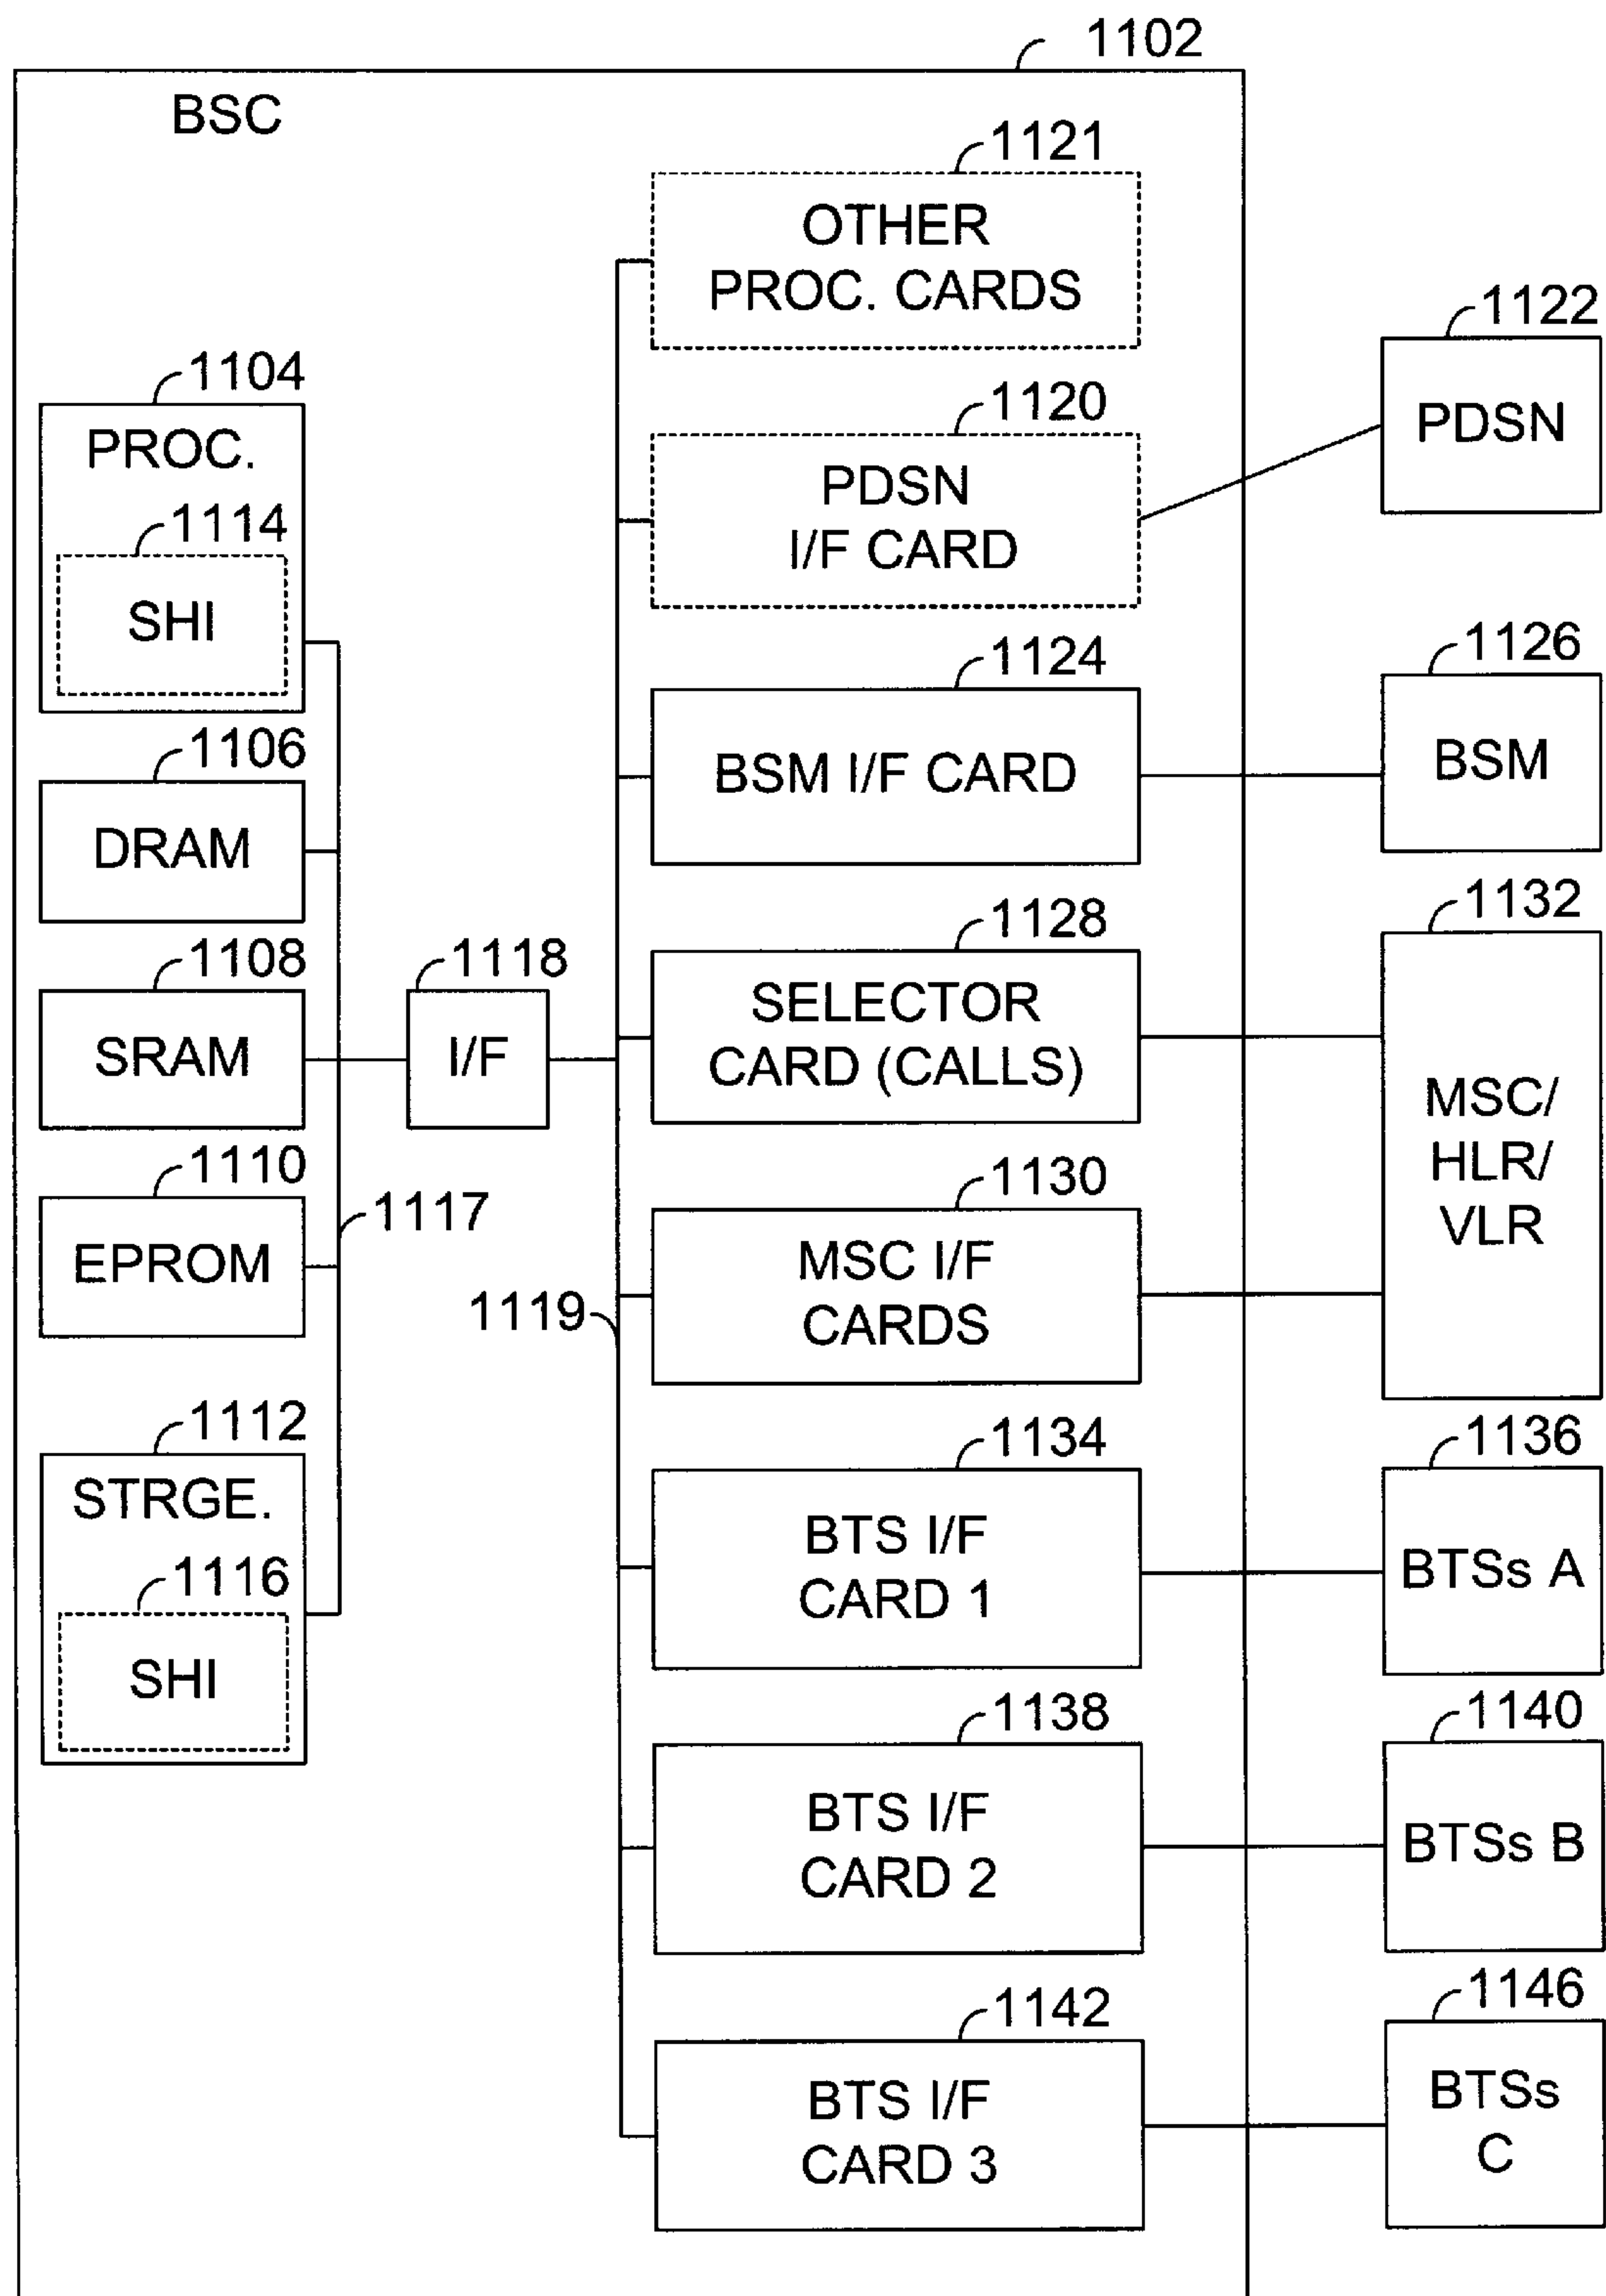 1102
BSC
1121
OTHER
PROC. CARDS
1122
PDSN
1104
PROC.
1114
SHI
1120
PDSN
I/F CARD
1124
BSM I/F CARD
1126
BSM
1106
DRAM
1128
SELECTOR
CARD (CALLS)
1132
MSC/
HLR/
VLR
1108
SRAM
1118
I/F
1110
EPROM
1117
1130
MSC I/F
CARDS
1119
1112
STRGE.
1116
SHI
1134
BTS I/F
CARD 1
1136
BTSs A
1138
BTS I/F
CARD 2
1140
BTSs B
1142
BTS I/F
CARD 3
1146
BTSs
C